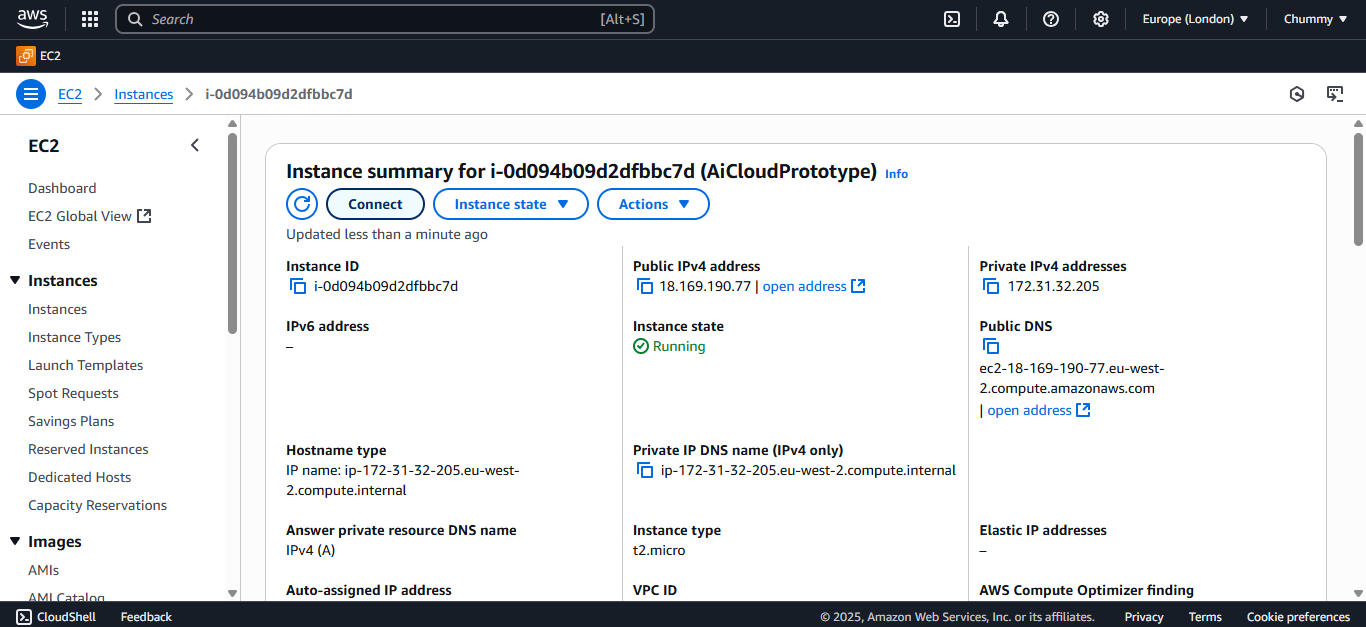 aws
Search [Alt+S]
Europe (London) ▼
Chummy ▼
EC2
EC2 > Instances > i-0d094b09d2dfbbc7d
EC2
Dashboard
EC2 Global View
Events
Instances
Instances
Instance Types
Launch Templates
Spot Requests
Savings Plans
Reserved Instances
Dedicated Hosts
Capacity Reservations
Images
AMIs
AMI Catalog
Instance summary for i-0d094b09d2dfbbc7d (AiCloudPrototype) Info
Connect
Instance state ▼
Actions ▼
Updated less than a minute ago
Instance ID
i-0d094b09d2dfbbc7d
Public IPv4 address
18.169.190.77 | open address
Private IPv4 addresses
172.31.32.205
IPv6 address
–
Instance state
Running
Public DNS
ec2-18-169-190-77.eu-west-
2.compute.amazonaws.com
| open address
Hostname type
IP name: ip-172-31-32-205.eu-west-
2.compute.internal
Private IP DNS name (IPv4 only)
ip-172-31-32-205.eu-west-2.compute.internal
Answer private resource DNS name
IPv4 (A)
Instance type
t2.micro
Elastic IP addresses
–
Auto-assigned IP address
VPC ID
AWS Compute Optimizer finding
CloudShell
Feedback
© 2025, Amazon Web Services, Inc. or its affiliates.
Privacy
Terms
Cookie preferences